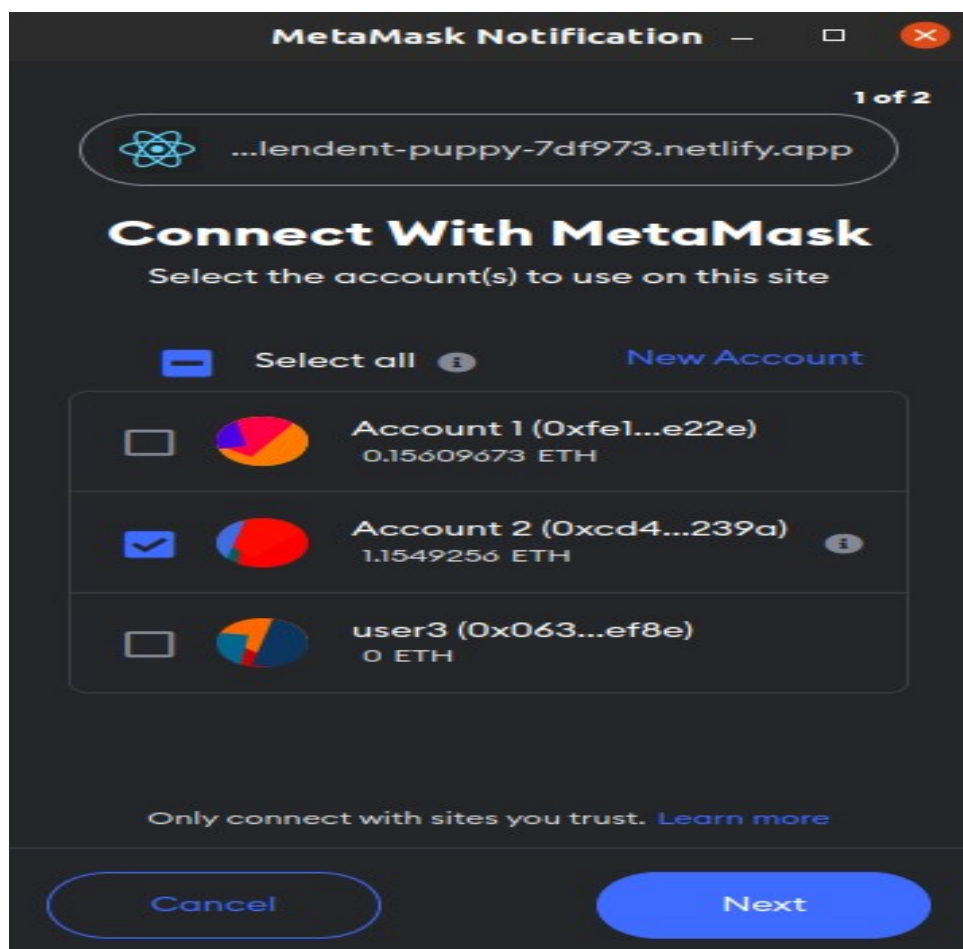 MetaMask Notification
1 of 2
...lendent-puppy-7df973.netlify.app
Connect With MetaMask
Select the account(s) to use on this site
Select all
New Account
Account 1 (0xfe1...e22e)
0.15609673 ETH
Account 2 (0xcd4...239a)
1.1549256 ETH
user3 (0x063...ef8e)
0 ETH
Only connect with sites you trust. Learn more
Cancel
Next